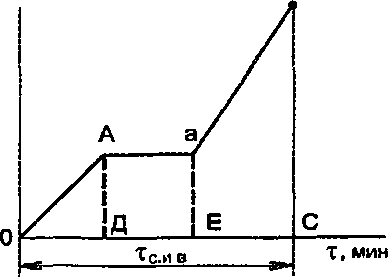 А а
0 Д Е С
τс.и в τ, мин